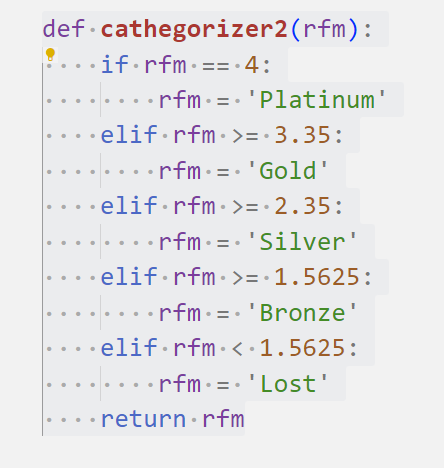 def cathegorizer2(rfm):
    if rfm == 4:
        rfm = 'Platinum'
    elif rfm >= 3.35:
        rfm = 'Gold'
    elif rfm >= 2.35:
        rfm = 'Silver'
    elif rfm >= 1.5625:
        rfm = 'Bronze'
    elif rfm < 1.5625:
        rfm = 'Lost'
    return rfm